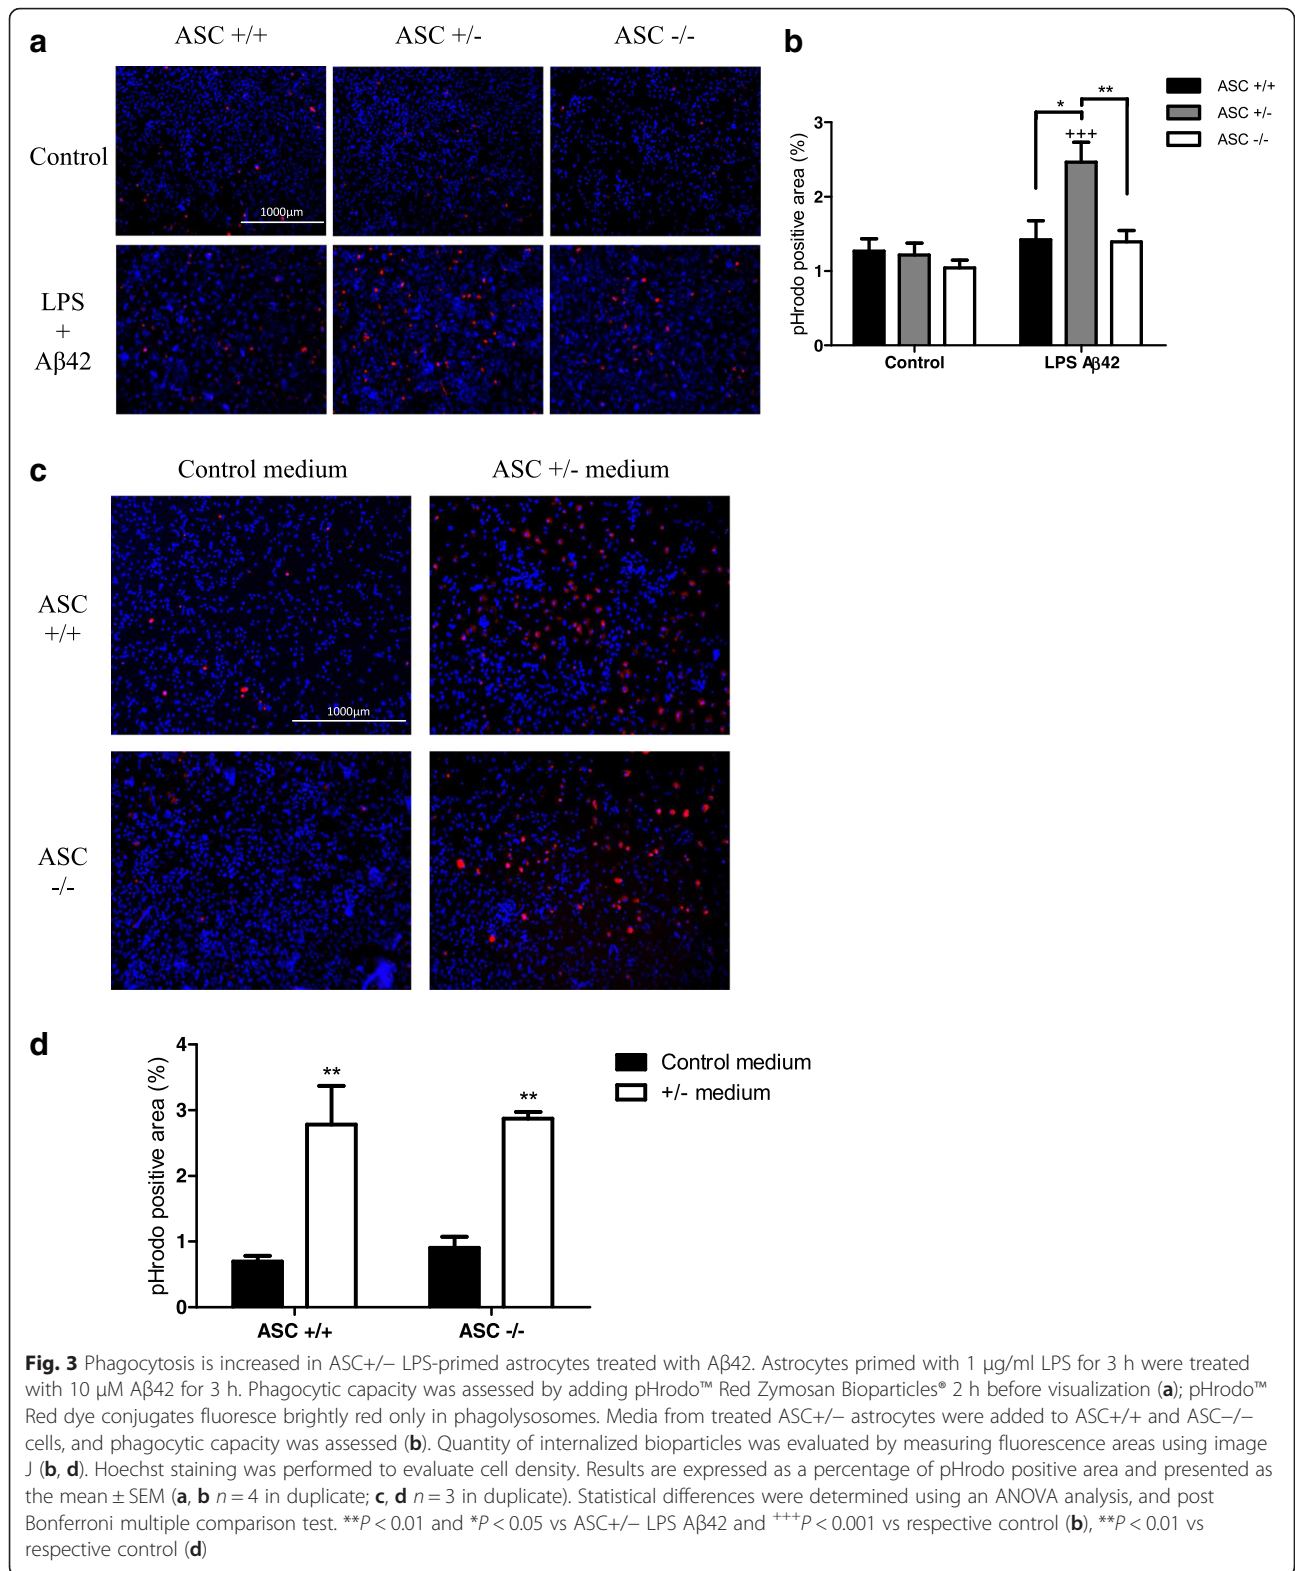 a
ASC +/+
ASC +/-
ASC -/-
Control
1000μm
LPS
+
Aβ42
b
ASC +/+
ASC +/-
ASC -/-
*
**
+++
pHrodo positive area (%)
3
2
1
0
Control
LPS Aβ42
c
Control medium
ASC +/- medium
ASC
+/+
1000μm
ASC
-/-
d
pHrodo positive area (%)
4
3
2
1
0
**
**
Control medium
+/- medium
ASC +/+
ASC -/-
Fig. 3 Phagocytosis is increased in ASC+/− LPS-primed astrocytes treated with Aβ42. Astrocytes primed with 1 μg/ml LPS for 3 h were treated
with 10 μM Aβ42 for 3 h. Phagocytic capacity was assessed by adding pHrodo™ Red Zymosan Bioparticles® 2 h before visualization (a); pHrodo™
Red dye conjugates fluoresce brightly red only in phagolysosomes. Media from treated ASC+/− astrocytes were added to ASC+/+ and ASC−/−
cells, and phagocytic capacity was assessed (b). Quantity of internalized bioparticles was evaluated by measuring fluorescence areas using image
J (b, d). Hoechst staining was performed to evaluate cell density. Results are expressed as a percentage of pHrodo positive area and presented as
the mean ± SEM (a, b n = 4 in duplicate; c, d n = 3 in duplicate). Statistical differences were determined using an ANOVA analysis, and post
Bonferroni multiple comparison test. **P < 0.01 and *P < 0.05 vs ASC+/− LPS Aβ42 and +++P < 0.001 vs respective control (b), **P < 0.01 vs
respective control (d)